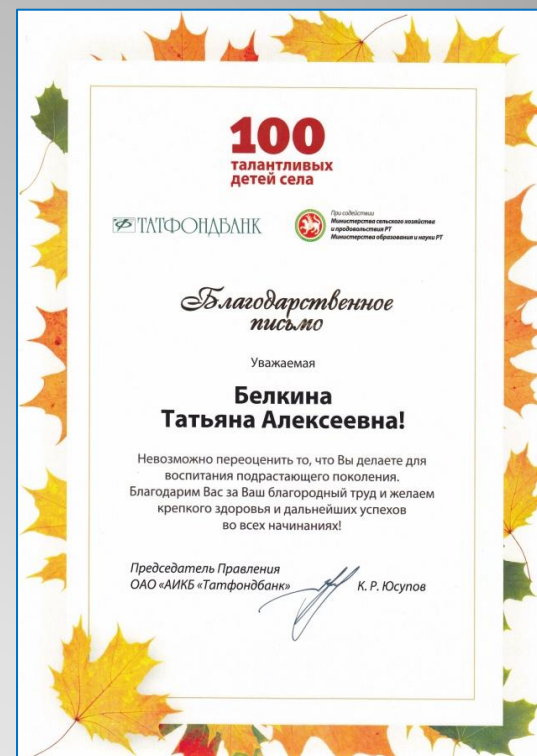 100
талантливых
детей села
ТАТФОНДБАНК
При содействии
Министерства сельского хозяйства
и продовольствия РТ
Министерства образования и науки РТ
Благодарственное
письмо
Уважаемая
Белкина
Татьяна Алексеевна!
Невозможно переоценить то, что Вы делаете для
воспитания подрастающего поколения.
Благодарим Вас за Ваш благородный труд и желаем
крепкого здоровья и дальнейших успехов
во всех начинаниях!
Председатель Правления
ОАО «АИКБ «Татфондбанк»
К. Р. Юсупов